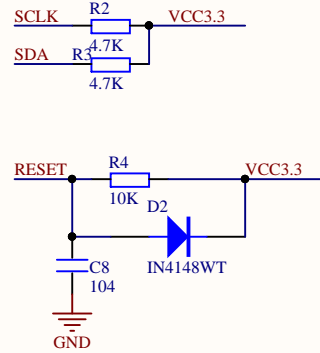 R2
SCLK VCC3.3
4.7K
SDA R3
4.7K
RESET R4 VCC3.3
10K
D2
IN4148WT
C8
104
GND